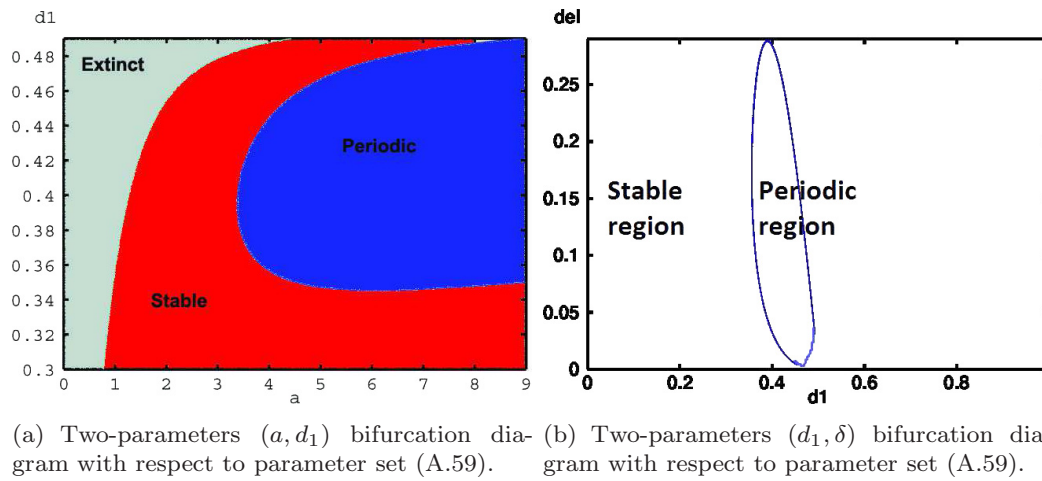 d1
0.48
0.46
0.44
0.42
0.4
0.38
0.36
0.34
0.32
0.3
Extinct
Periodic
Stable
0 1 2 3 4 5 6 7 8 9
a
del
0.25
0.2
0.15
0.1
0.05
0
Stable
region
Periodic
region
0 0.2 0.4 0.6 0.8
d1
(a) Two-parameters (a, d₁) bifurcation dia-
gram with respect to parameter set (A.59).
(b) Two-parameters (d₁, δ) bifurcation dia-
gram with respect to parameter set (A.59).